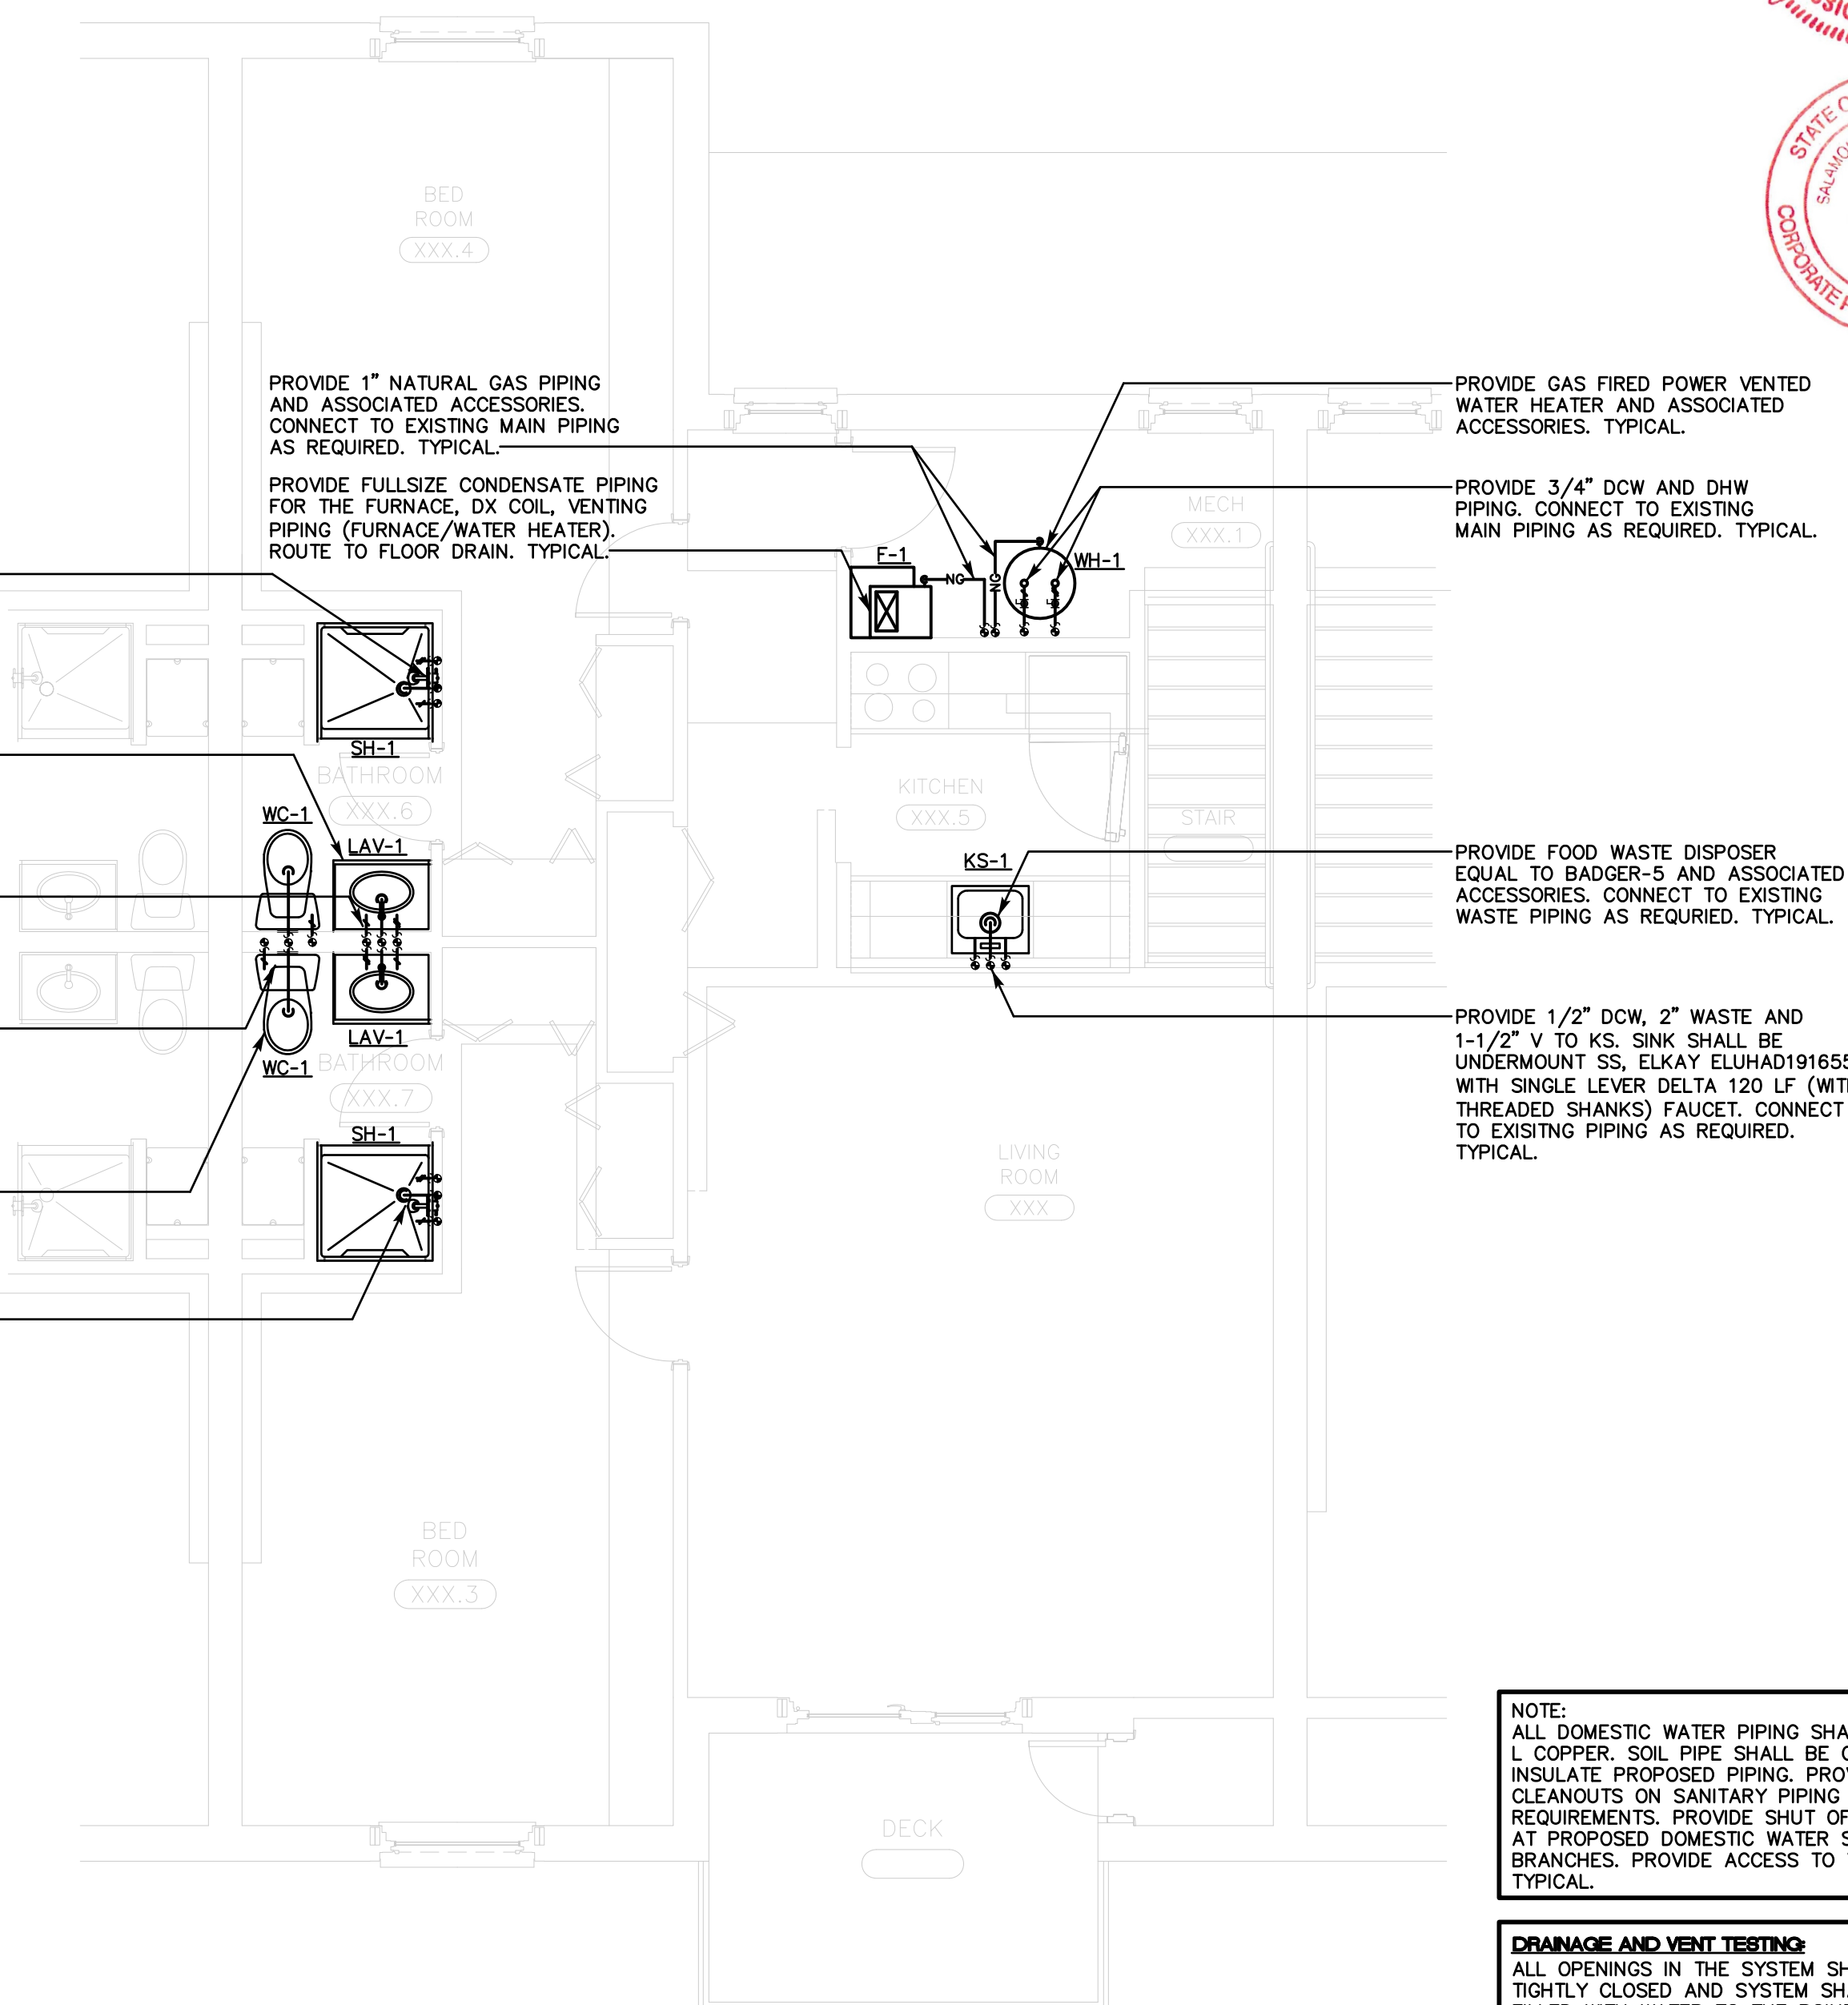 STATE O
SALAMO
CORPORATE
BED
ROOM
XXX.4
PROVIDE 1" NATURAL GAS PIPING
AND ASSOCIATED ACCESSORIES.
CONNECT TO EXISTING MAIN PIPING
AS REQUIRED. TYPICAL.
PROVIDE FULLSIZE CONDENSATE PIPING
FOR THE FURNACE, DX COIL, VENTING
PIPING (FURNACE/WATER HEATER).
ROUTE TO FLOOR DRAIN. TYPICAL.
PROVIDE GAS FIRED POWER VENTED
WATER HEATER AND ASSOCIATED
ACCESSORIES. TYPICAL.
PROVIDE 3/4" DCW AND DHW
PIPING. CONNECT TO EXISTING
MAIN PIPING AS REQUIRED. TYPICAL.
MECH
XXX.1
F-1
NG
NG
WH-1
SH-1
BATHROOM
XXX.6
WC-1
LAV-1
KITCHEN
XXX.5
STAIR
KS-1
PROVIDE FOOD WASTE DISPOSER
EQUAL TO BADGER-5 AND ASSOCIATED
ACCESSORIES. CONNECT TO EXISTING
WASTE PIPING AS REQURIED. TYPICAL.
LAV-1
WC-1
BATHROOM
XXX.7
SH-1
PROVIDE 1/2" DCW, 2" WASTE AND
1-1/2" V TO KS. SINK SHALL BE
UNDERMOUNT SS, ELKAY ELUHAD191655
WITH SINGLE LEVER DELTA 120 LF (WIT
THREADED SHANKS) FAUCET. CONNECT
TO EXISITNG PIPING AS REQUIRED.
TYPICAL.
LIVING
ROOM
XXX
BED
ROOM
XXX.3
DECK
NOTE:
ALL DOMESTIC WATER PIPING SHA
L COPPER. SOIL PIPE SHALL BE
INSULATE PROPOSED PIPING. PROV
CLEANOUTS ON SANITARY PIPING
REQUIREMENTS. PROVIDE SHUT OF
AT PROPOSED DOMESTIC WATER S
BRANCHES. PROVIDE ACCESS TO
TYPICAL.
DRAINAGE AND VENT TESTING:
ALL OPENINGS IN THE SYSTEM SH
TIGHTLY CLOSED AND SYSTEM SHA